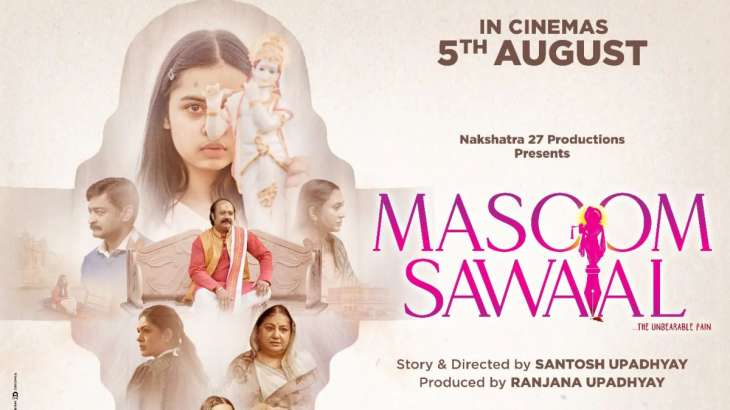 IN CINEMAS
5TH AUGUST
Nakshatra 27 Productions
Presents
MASOOM
SAWAAL
...THE UNBEARABLE PAIN
Story & Directed by SANTOSH UPADHYAY
Produced by RANJANA UPADHYAY